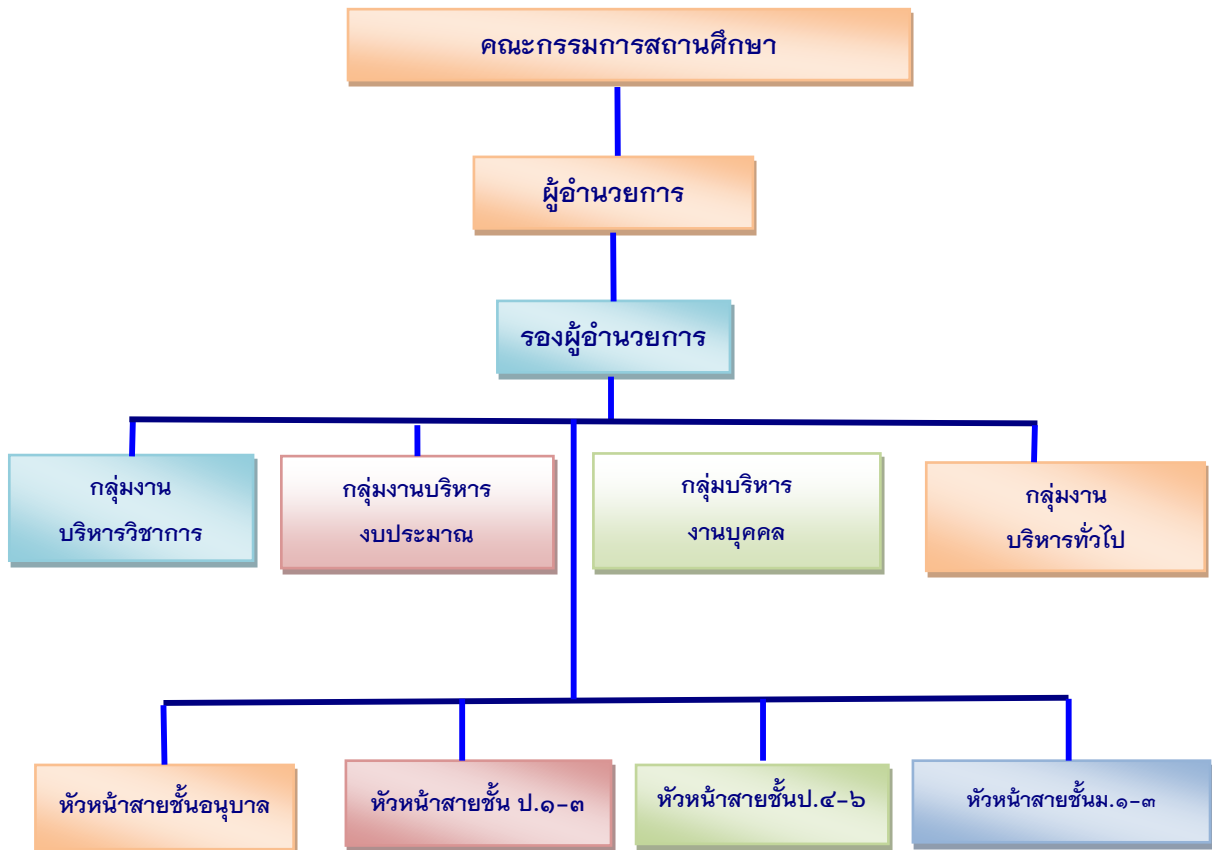 คณะกรรมการสถานศึกษา
ผู้อำนวยการ
รองผู้อำนวยการ
กลุ่มงาน
บริหารวิชาการ
กลุ่มงานบริหาร
งบประมาณ
กลุ่มบริหาร
งานบุคคล
กลุ่มงาน
บริหารทั่วไป
หัวหน้าสายชั้นอนุบาล
หัวหน้าสายชั้น ป.๑-๓
หัวหน้าสายชั้นป.๔-๖
หัวหน้าสายชั้นม.๑-๓